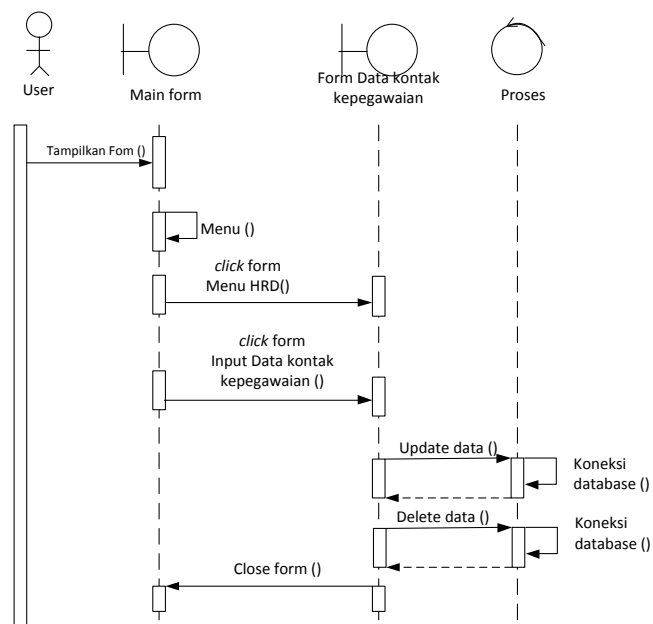 User
Main form
Form Data kontak
kepegawaian
Proses
Tampilkan Fom ()
Menu ()
click form
Menu HRD()
click form
Input Data kontak
kepegawaian ()
Update data ()
Koneksi
database ()
Delete data ()
Koneksi
database ()
Close form ()